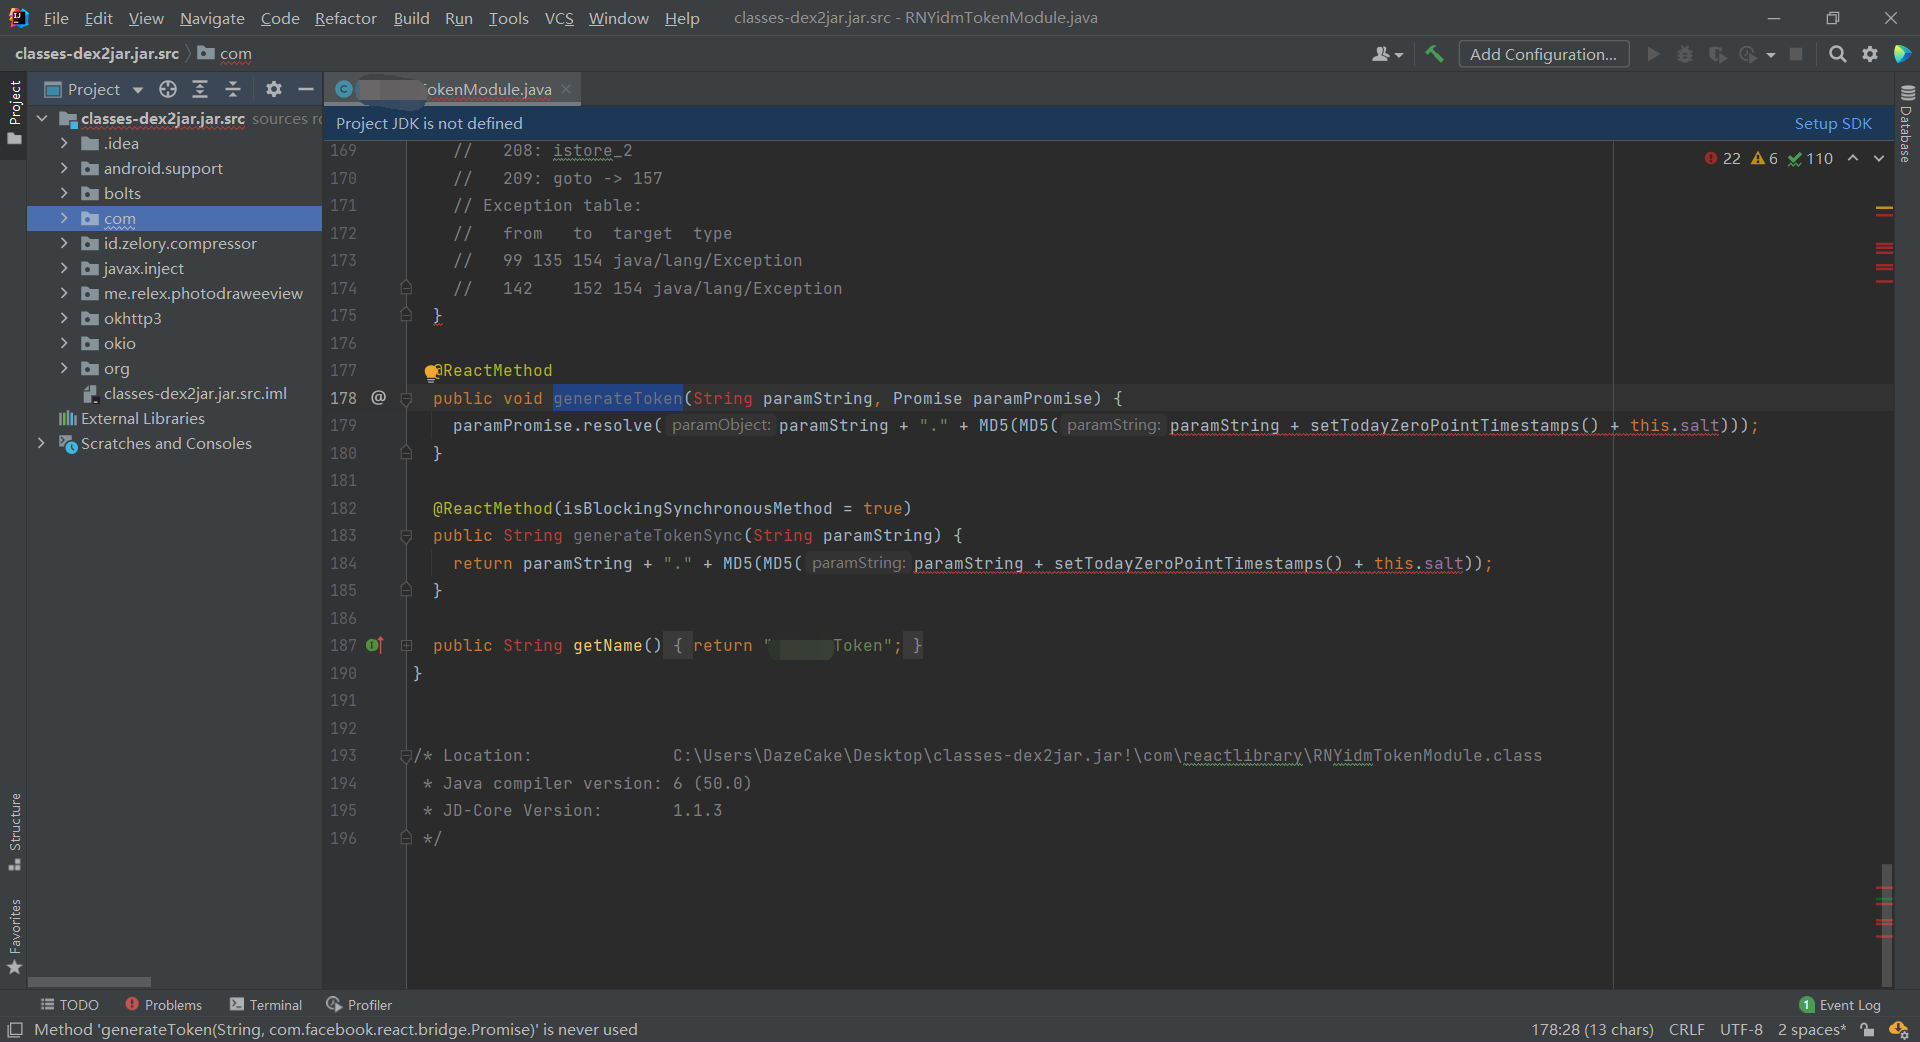 File Edit View Navigate Code Refactor Build Run Tools VCS Window Help classes-dex2jar.jar.src - RNYidmTokenModule.java
classes-dex2jar.jar.src com Add Configuration...
Project TokenModule.java
Project
classes-dex2jar.jar.src sources ro
.idea
android.support
bolts
com
id.zelory.compressor
javax.inject
me.relex.photodraweeview
okhttp3
okio
org
classes-dex2jar.jar.src.iml
External Libraries
Scratches and Consoles
Structure
Favorites
Project JDK is not defined Setup SDK
Database
22 6 110
169 // 208: istore_2
170 // 209: goto -> 157
171 // Exception table:
172 // from to target type
173 // 99 135 154 java/lang/Exception
174 // 142 152 154 java/lang/Exception
175 }
176
177 @ReactMethod
178 @ public void generateToken(String paramString, Promise paramPromise) {
179 paramPromise.resolve( paramObject: paramString + "." + MD5(MD5( paramString: paramString + setTodayZeroPointTimestamps() + this.salt)));
180 }
181
182 @ReactMethod(isBlockingSynchronousMethod = true)
183 public String generateTokenSync(String paramString) {
184 return paramString + "." + MD5(MD5( paramString: paramString + setTodayZeroPointTimestamps() + this.salt));
185 }
186
187 public String getName() { return " Token"; }
190 }
191
192
193 /* Location: C:\Users\DazeCake\Desktop\classes-dex2jar.jar!\com\reactlibrary\RNYidmTokenModule.class
194 * Java compiler version: 6 (50.0)
195 * JD-Core Version: 1.1.3
196 */
TODO Problems Terminal Profiler 1 Event Log
Method 'generateToken(String, com.facebook.react.bridge.Promise)' is never used 178:28 (13 chars) CRLF UTF-8 2 spaces*